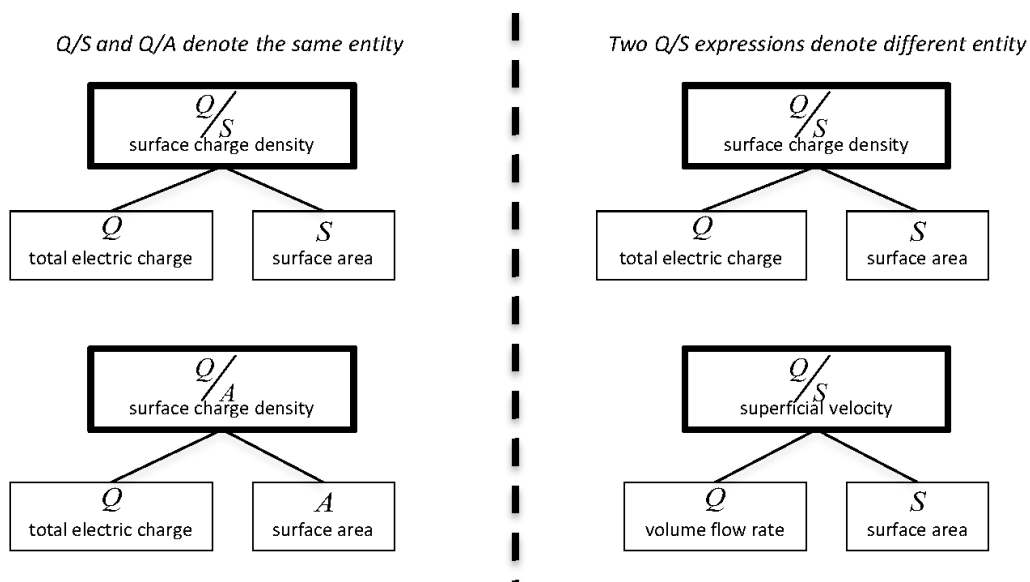 Q/S and Q/A denote the same entity
Q/S
surface charge density
Q
total electric charge
S
surface area
Q/A
surface charge density
Q
total electric charge
A
surface area
Two Q/S expressions denote different entity
Q/S
surface charge density
Q
total electric charge
S
surface area
Q/S
superficial velocity
Q
volume flow rate
S
surface area